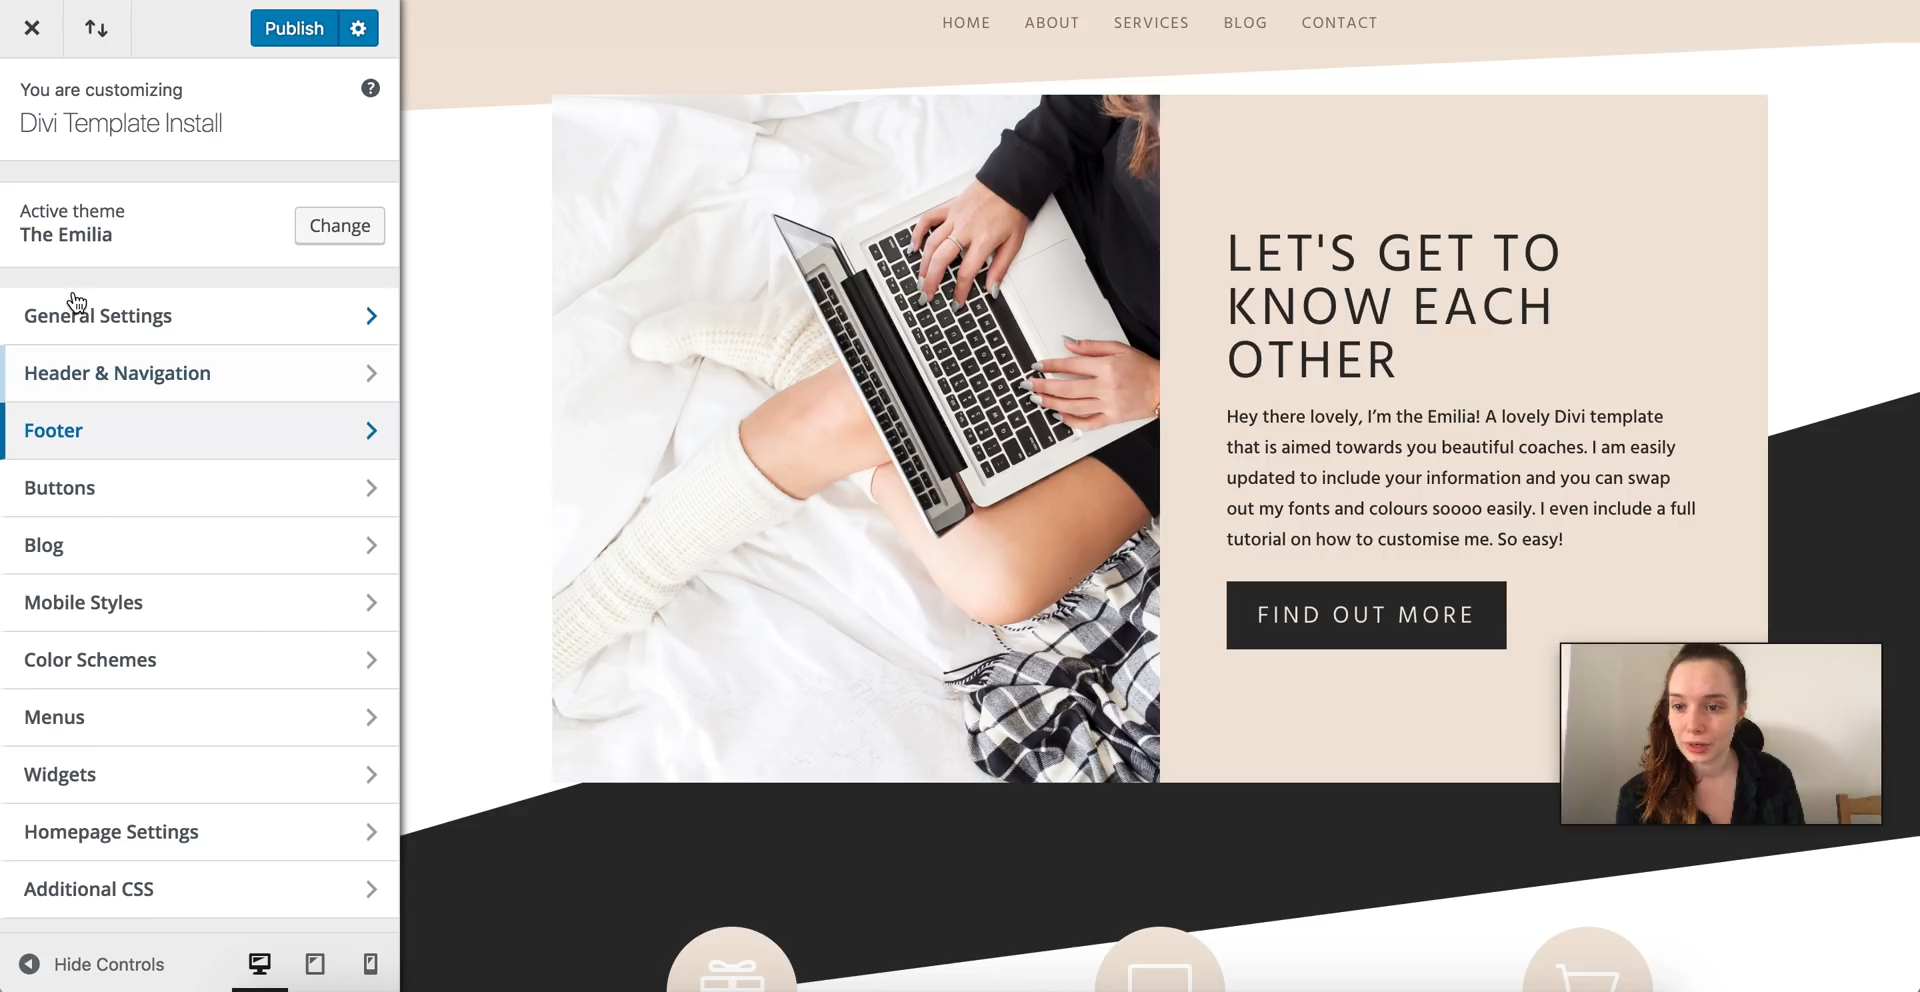 Publish
You are customizing
Divi Template Install
Active theme
The Emilia
Change
General Settings
Header & Navigation
Footer
Buttons
Blog
Mobile Styles
Color Schemes
Menus
Widgets
Homepage Settings
Additional CSS
Hide Controls
HOME ABOUT SERVICES BLOG CONTACT
LET'S GET TO
KNOW EACH
OTHER
Hey there lovely, I’m the Emilia! A lovely Divi template
that is aimed towards you beautiful coaches. I am easily
updated to include your information and you can swap
out my fonts and colours soooo easily. I even include a full
tutorial on how to customise me. So easy!
FIND OUT MORE